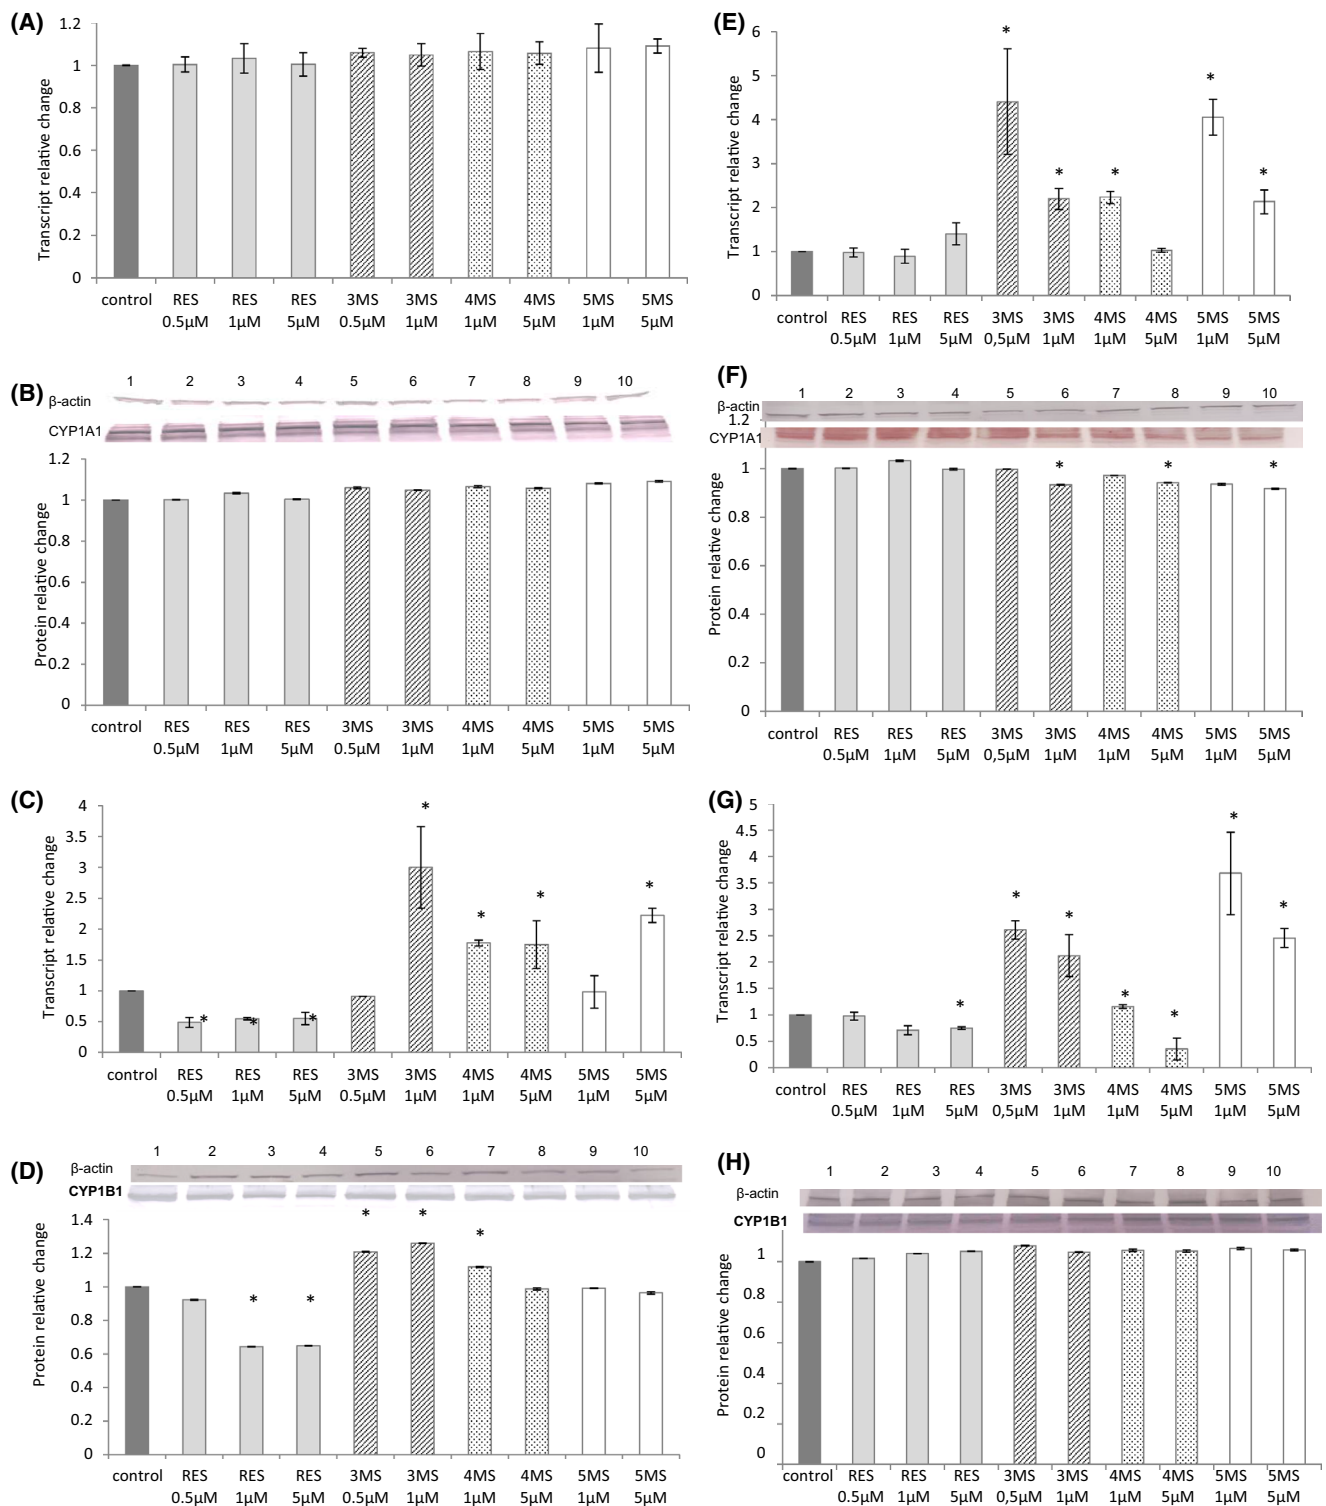 (A)
Transcript relative change
1.2
1
0.8
0.6
0.4
0.2
0
control RES RES RES 3MS 3MS 4MS 4MS 5MS 5MS
0.5µM 1µM 5µM 0.5µM 1µM 1µM 5µM 1µM 5µM
(B)
1 2 3 4 5 6 7 8 9 10
β-actin
CYP1A1
Protein relative change
1.2
1
0.8
0.6
0.4
0.2
0
control RES RES RES 3MS 3MS 4MS 4MS 5MS 5MS
0.5µM 1µM 5µM 0.5µM 1µM 1µM 5µM 1µM 5µM
(C)
Transcript relative change
4
3.5
3
2.5
2
1.5
1
0.5
0
* * * * * * *
control RES RES RES 3MS 3MS 4MS 4MS 5MS 5MS
0.5µM 1µM 5µM 0.5µM 1µM 1µM 5µM 1µM 5µM
(D)
1 2 3 4 5 6 7 8 9 10
β-actin
CYP1B1
Protein relative change
1.4
1.2
1
0.8
0.6
0.4
0.2
0
* * * * *
control RES RES RES 3MS 3MS 4MS 4MS 5MS 5MS
0.5µM 1µM 5µM 0.5µM 1µM 1µM 5µM 1µM 5µM
(E)
Transcript relative change
6
5
4
3
2
1
0
* * * * *
control RES RES RES 3MS 3MS 4MS 4MS 5MS 5MS
0.5µM 1µM 5µM 0,5µM 1µM 1µM 5µM 1µM 5µM
(F)
1 2 3 4 5 6 7 8 9 10
β-actin
1.2
CYP1A1
Protein relative change
1
0.8
0.6
0.4
0.2
0
* * *
control RES RES RES 3MS 3MS 4MS 4MS 5MS 5MS
0.5µM 1µM 5µM 0,5µM 1µM 1µM 5µM 1µM 5µM
(G)
Transcript relative change
5
4.5
4
3.5
3
2.5
2
1.5
1
0.5
0
* * * * * * *
control RES RES RES 3MS 3MS 4MS 4MS 5MS 5MS
0.5µM 1µM 5µM 0,5µM 1µM 1µM 5µM 1µM 5µM
(H)
1 2 3 4 5 6 7 8 9 10
β-actin
CYP1B1
Protein relative change
1
0.8
0.6
0.4
0.2
0
control RES RES RES 3MS 3MS 4MS 4MS 5MS 5MS
0.5µM 1µM 5µM 0,5µM 1µM 1µM 5µM 1µM 5µM